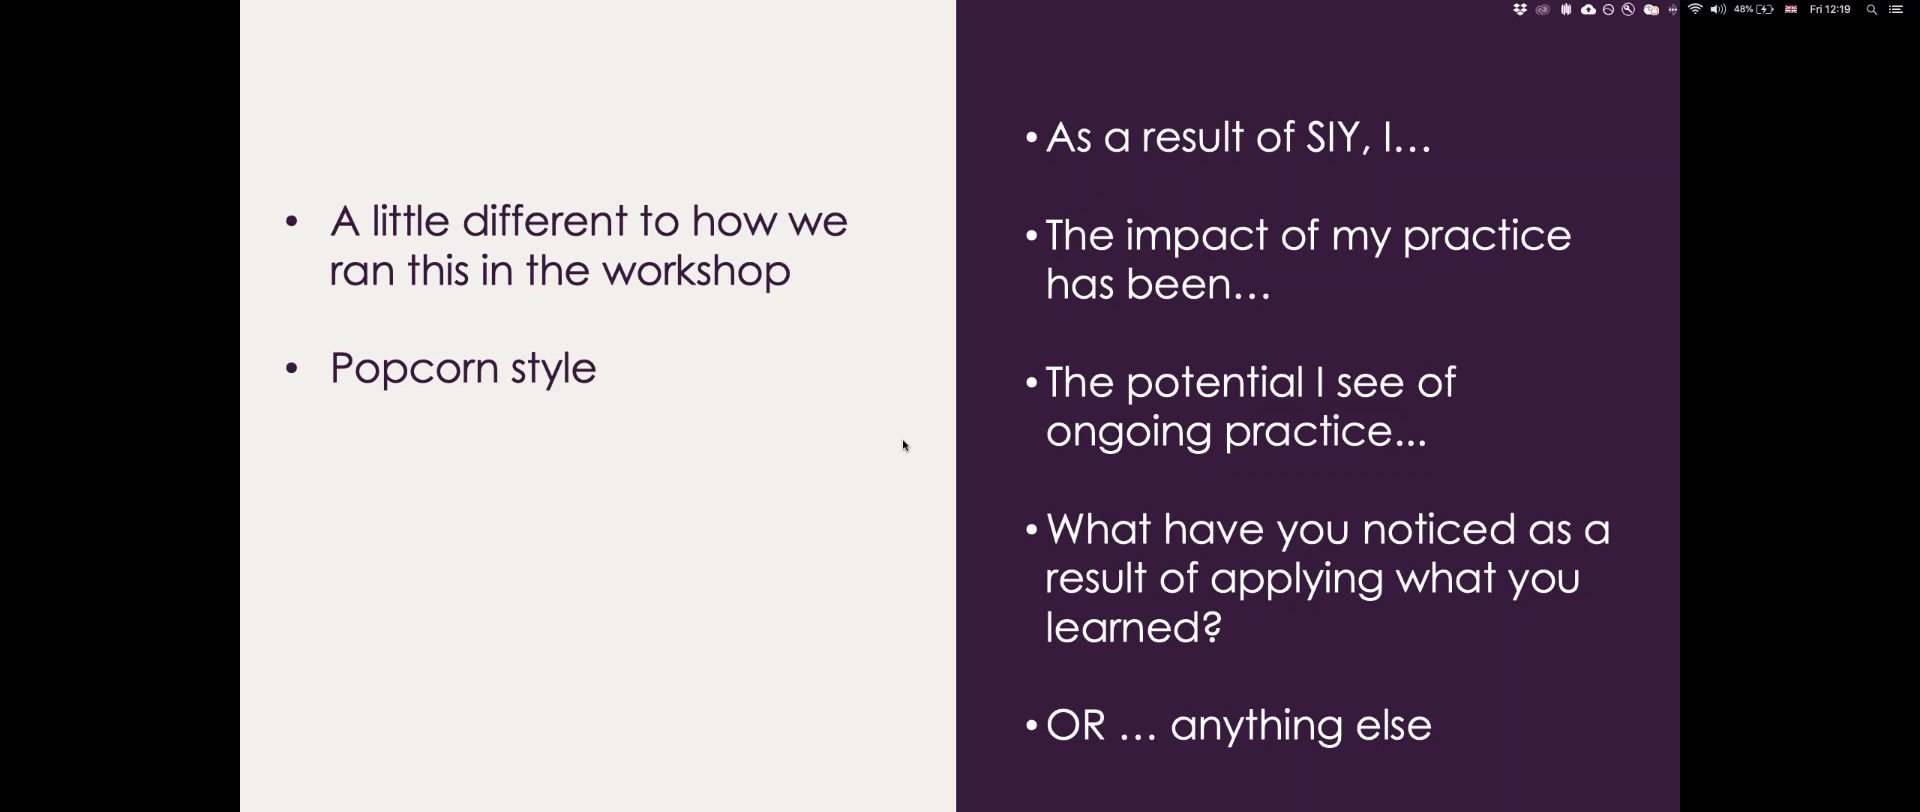 48%
Fri 12:19
• A little different to how we
ran this in the workshop
• Popcorn style
• As a result of SIY, I…
• The impact of my practice
has been…
• The potential I see of
ongoing practice...
• What have you noticed as a
result of applying what you
learned?
• OR … anything else